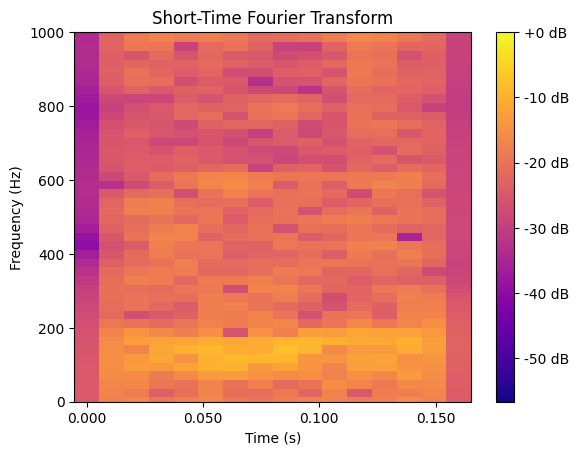 Short-Time Fourier Transform
1000
800
600
400
200
0
Frequency (Hz)
0.000
0.050
0.100
0.150
Time (s)
+0 dB
-10 dB
-20 dB
-30 dB
-40 dB
-50 dB